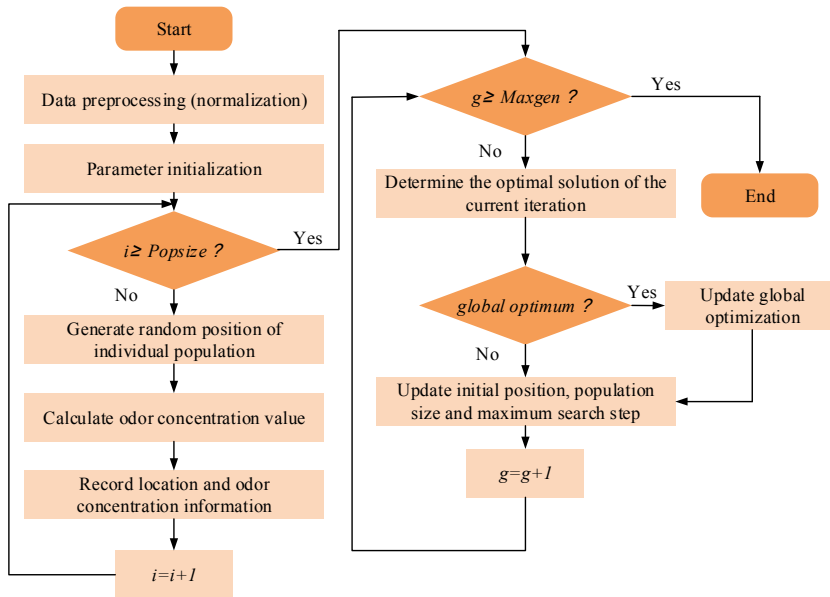 Start
Data preprocessing (normalization)
Parameter initialization
i≥ Popsize ?
Yes
No
Generate random position of
individual population
Calculate odor concentration value
Record location and odor
concentration information
i=i+1
g≥ Maxgen ?
Yes
No
End
Determine the optimal solution of the
current iteration
global optimum ?
Yes
No
Update global
optimization
Update initial position, population
size and maximum search step
g=g+1